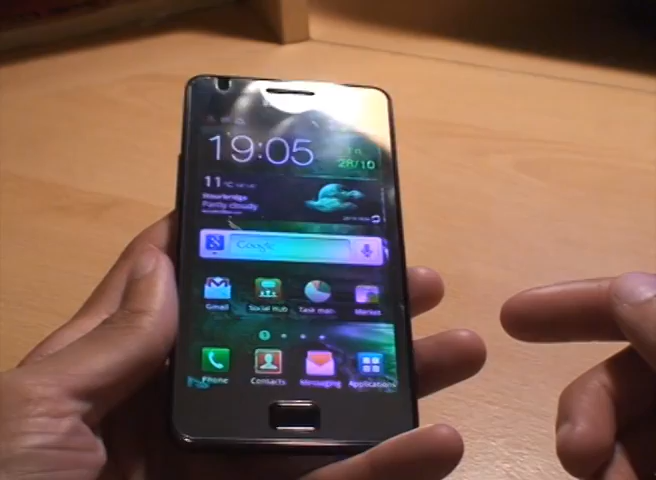 19:05
28/10
11°C
Partly cloudy
Google
Gmail
Social Hub
Task man
Market
Phone
Contacts
Messaging
Applications